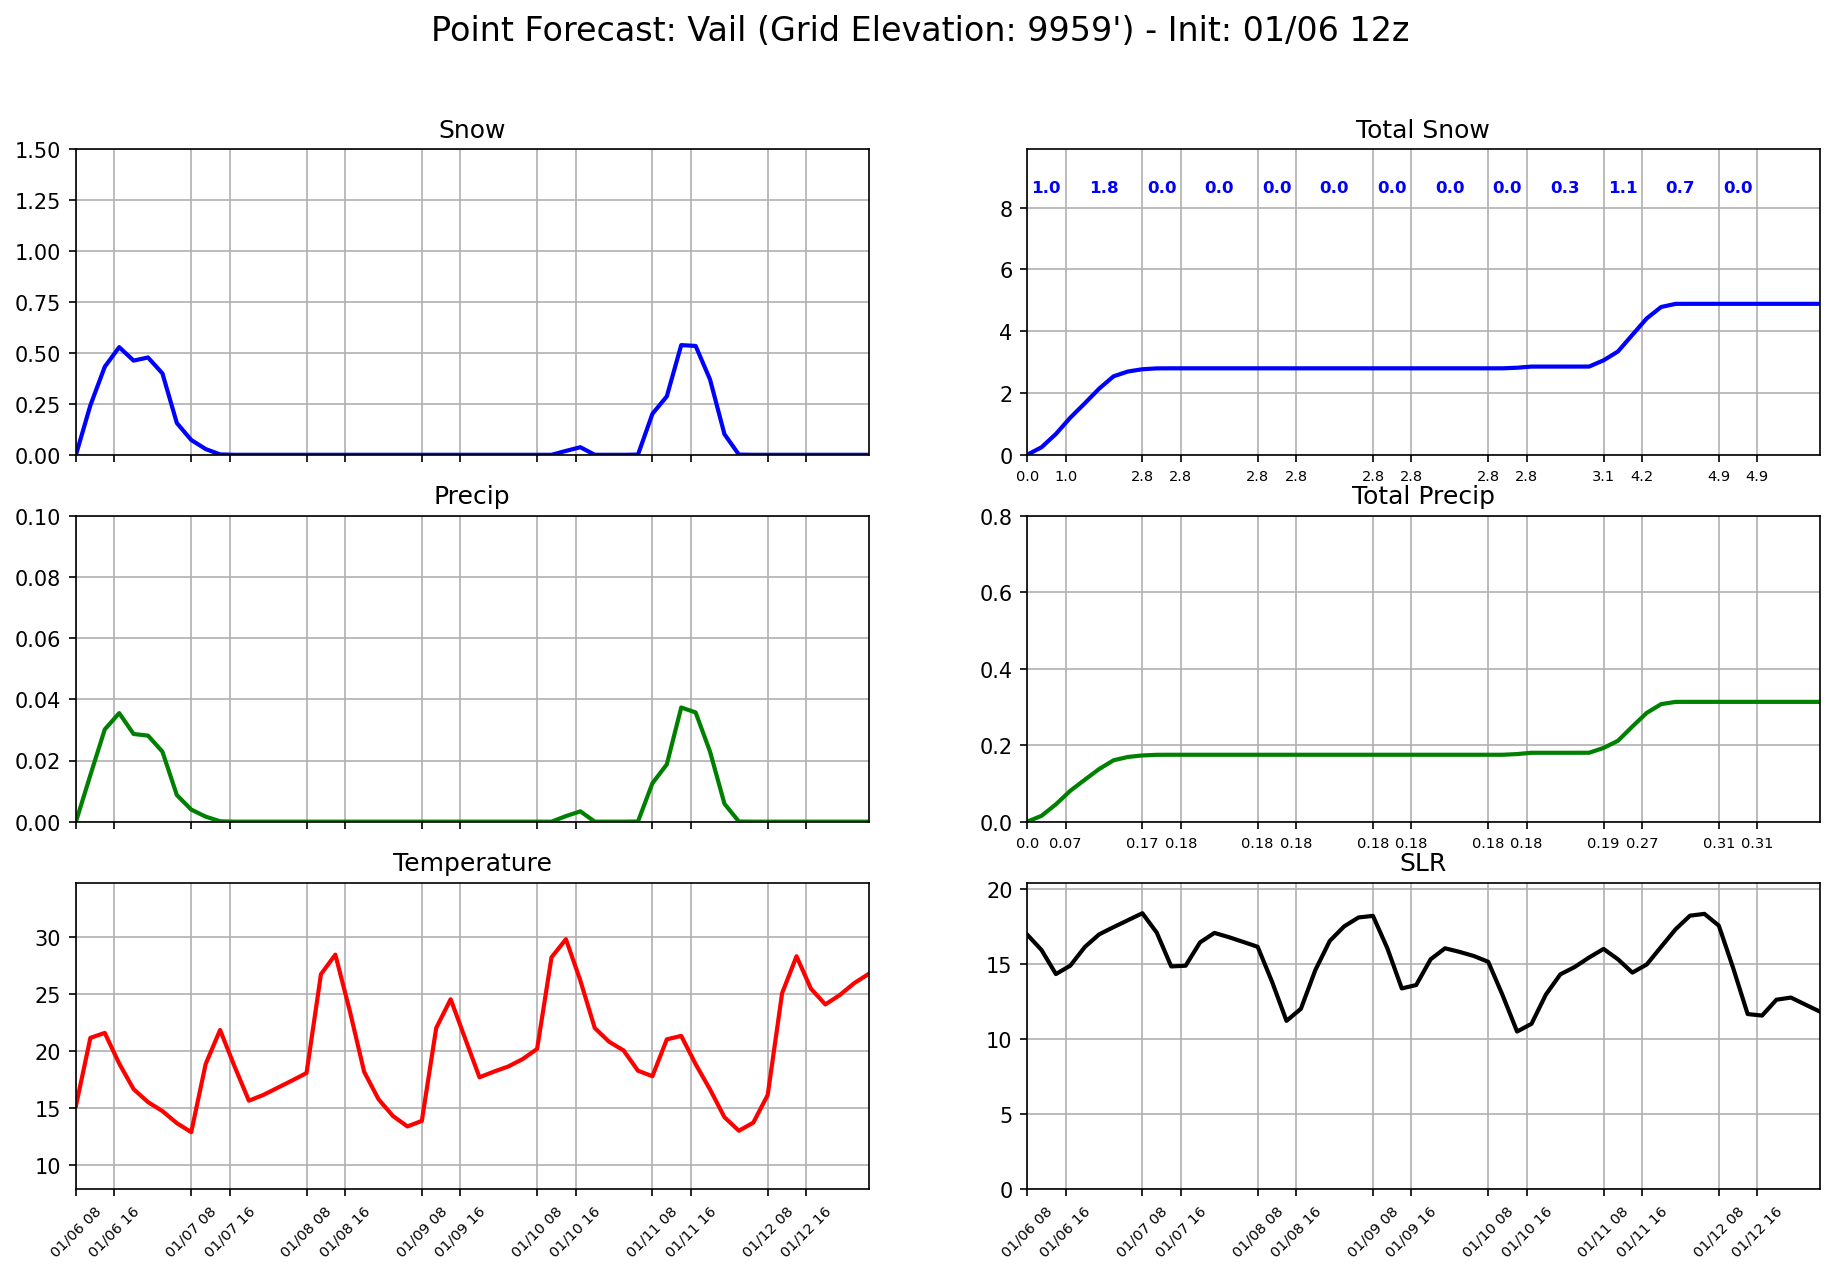 Point Forecast: Vail (Grid Elevation: 9959') - Init: 01/06 12z
Snow
1.50
1.25
1.00
0.75
0.50
0.25
0.00
Total Snow
1.0 1.8 0.0 0.0 0.0 0.0 0.0 0.0 0.0 0.3 1.1 0.7 0.0
8
6
4
2
0
0.0 1.0 2.8 2.8 2.8 2.8 2.8 2.8 2.8 2.8 3.1 4.2 4.9 4.9
Precip
0.10
0.08
0.06
0.04
0.02
0.00
Total Precip
0.8
0.6
0.4
0.2
0.0
0.0 0.07 0.17 0.18 0.18 0.18 0.18 0.18 0.18 0.18 0.19 0.27 0.31 0.31
Temperature
30
25
20
15
10
01/06 08 01/06 16 01/07 08 01/07 16 01/08 08 01/08 16 01/09 08 01/09 16 01/10 08 01/10 16 01/11 08 01/11 16 01/12 08 01/12 16
SLR
20
15
10
5
0
01/06 08 01/06 16 01/07 08 01/07 16 01/08 08 01/08 16 01/09 08 01/09 16 01/10 08 01/10 16 01/11 08 01/11 16 01/12 08 01/12 16